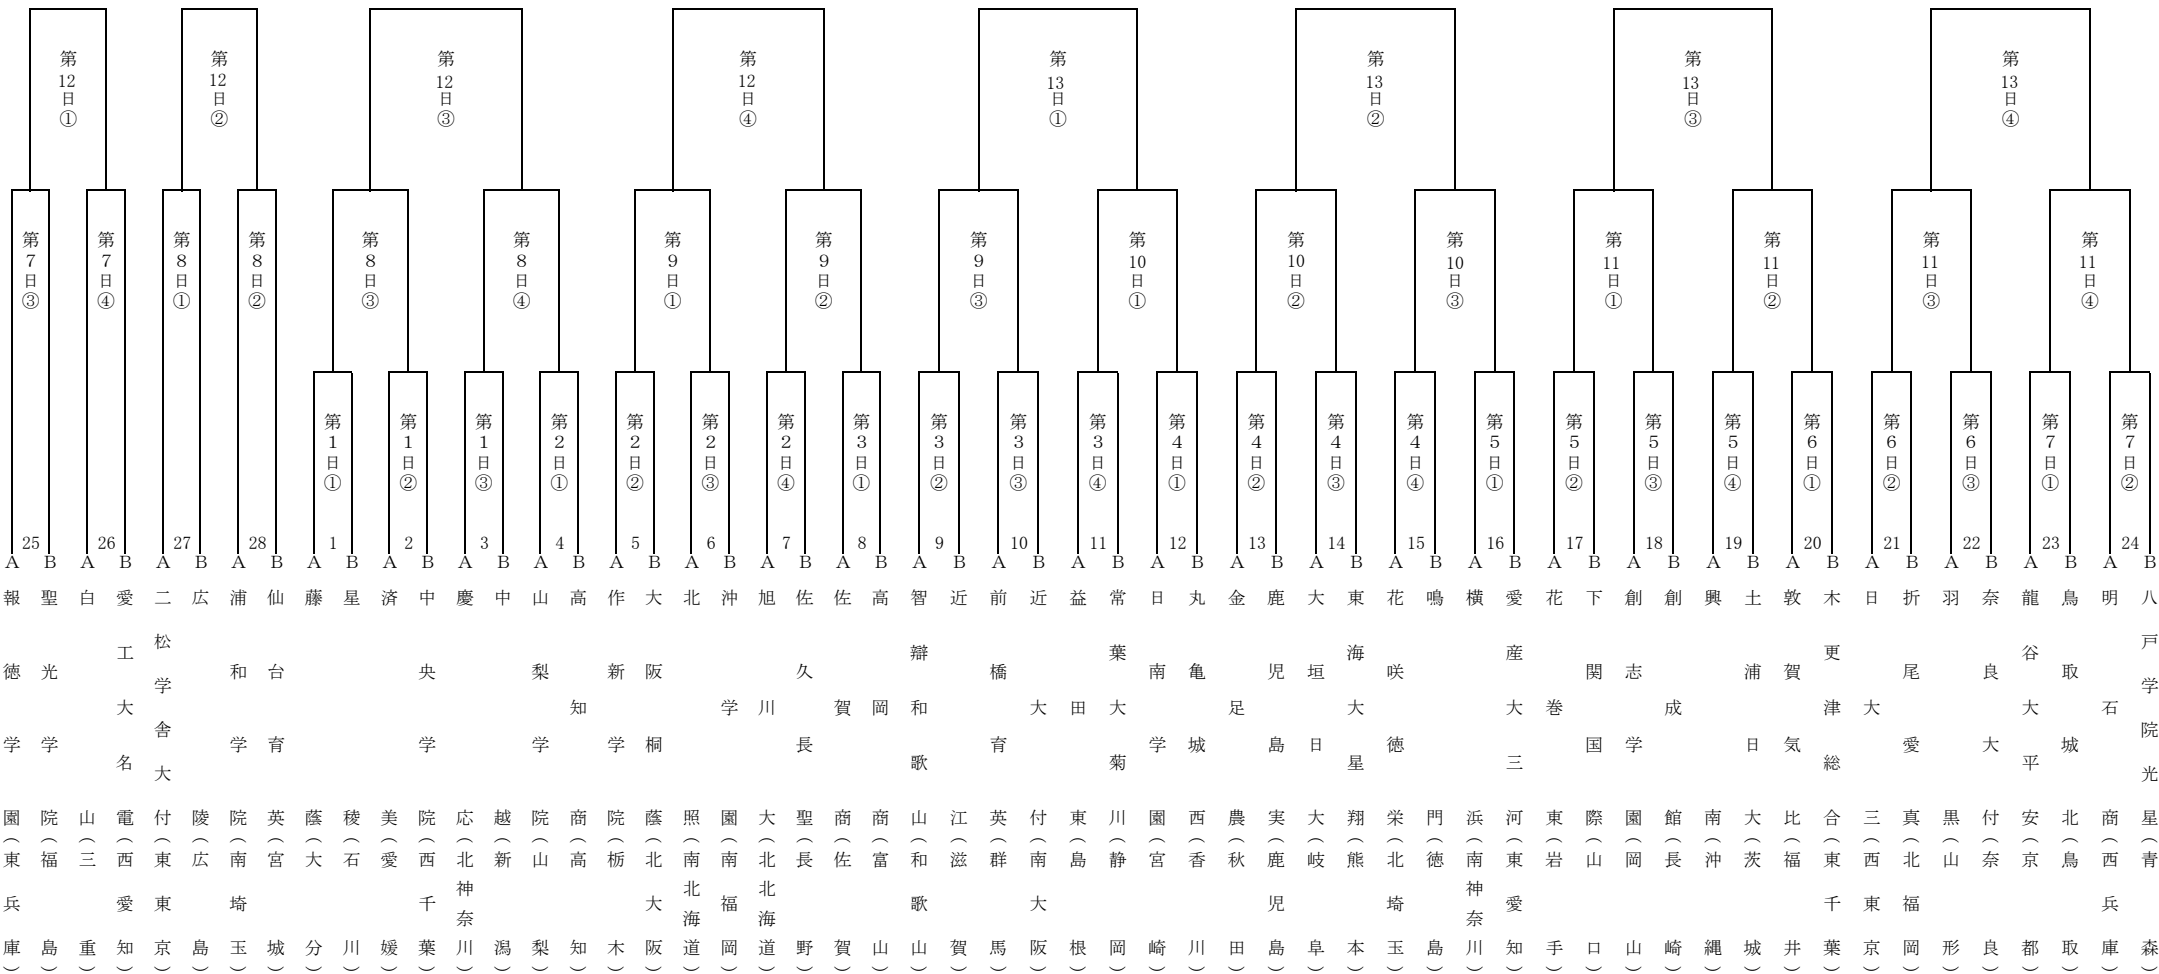 第12日① 第12日② 第12日③ 第12日④ 第13日① 第13日② 第13日③ 第13日④
第7日③ 第7日④ 第8日① 第8日② 第8日③ 第8日④ 第9日① 第9日② 第9日③ 第10日① 第10日② 第10日③ 第11日① 第11日② 第11日③ 第11日④
第1日① 第1日② 第1日③ 第2日① 第2日② 第2日③ 第2日④ 第3日① 第3日② 第3日③ 第3日④ 第4日① 第4日② 第4日③ 第4日④ 第5日① 第5日② 第5日③ 第5日④ 第6日① 第6日② 第6日③ 第7日① 第7日②
25 26 27 28 1 2 3 4 5 6 7 8 9 10 11 12 13 14 15 16 17 18 19 20 21 22 23 24
A B A B A B A B A B A B A B A B A B A B A B A B A B A B A B A B A B A B A B A B A B A B A B A B A B A B A B A B
報徳学園(東兵庫)
聖光学院(福島)
白山(三重)
愛工大名電(西愛知)
二松学舎大付(東東京)
広陵(広島)
浦和学院(南埼玉)
仙台育英(宮城)
藤蔭(大分)
星稜(石川)
済美(愛媛)
中央学院(西千葉)
慶応(北神奈川)
中越(新潟)
山梨学院(山梨)
高知商(高知)
作新学院(栃木)
大阪桐蔭(北大阪)
北照(南北海道)
沖学園(南福岡)
旭川大(北北海道)
佐久長聖(長野)
佐賀商(佐賀)
高岡商(富山)
智辯和歌山(和歌山)
近江(滋賀)
前橋育英(群馬)
近大付(南大阪)
益田東(島根)
常葉大菊川(静岡)
日南学園(宮崎)
丸亀城西(香川)
金足農(秋田)
鹿児島実(鹿児島)
大垣日大(岐阜)
東海大星翔(熊本)
花咲徳栄(北埼玉)
鳴門(徳島)
横浜(南神奈川)
愛産大三河(東愛知)
花巻東(岩手)
下関国際(山口)
創志学園(岡山)
創成館(長崎)
興南(沖縄)
土浦日大(茨城)
敦賀気比(福井)
木更津総合(東千葉)
日大三(西東京)
折尾愛真(北福岡)
羽黒(山形)
奈良大付(奈良)
龍谷大平安(京都)
鳥取城北(鳥取)
明石商(西兵庫)
八戸学院光星(青森)